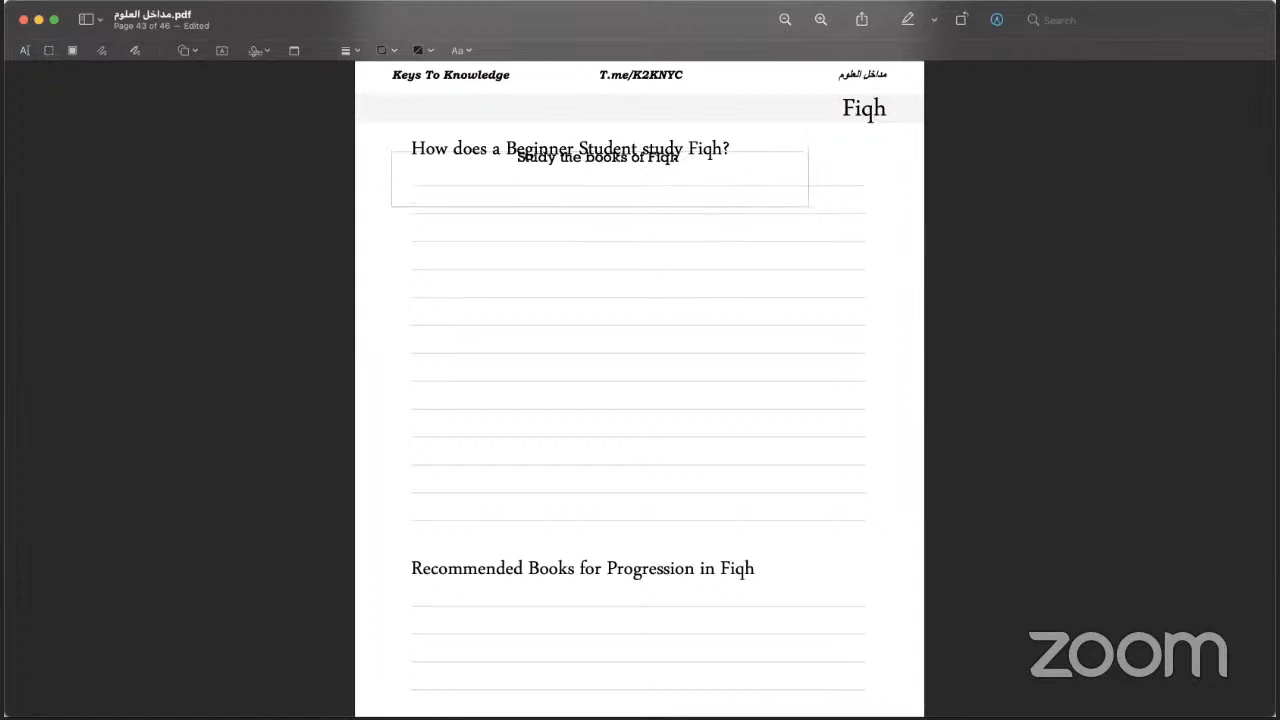 مداخل العلوم.pdf
Page 43 of 46 — Edited
Search
Aa
Keys To Knowledge T.me/K2KNYC مداخل العلوم
Fiqh
How does a Beginner Student study Fiqh?
Study the books of Fiqh
Recommended Books for Progression in Fiqh
zoom